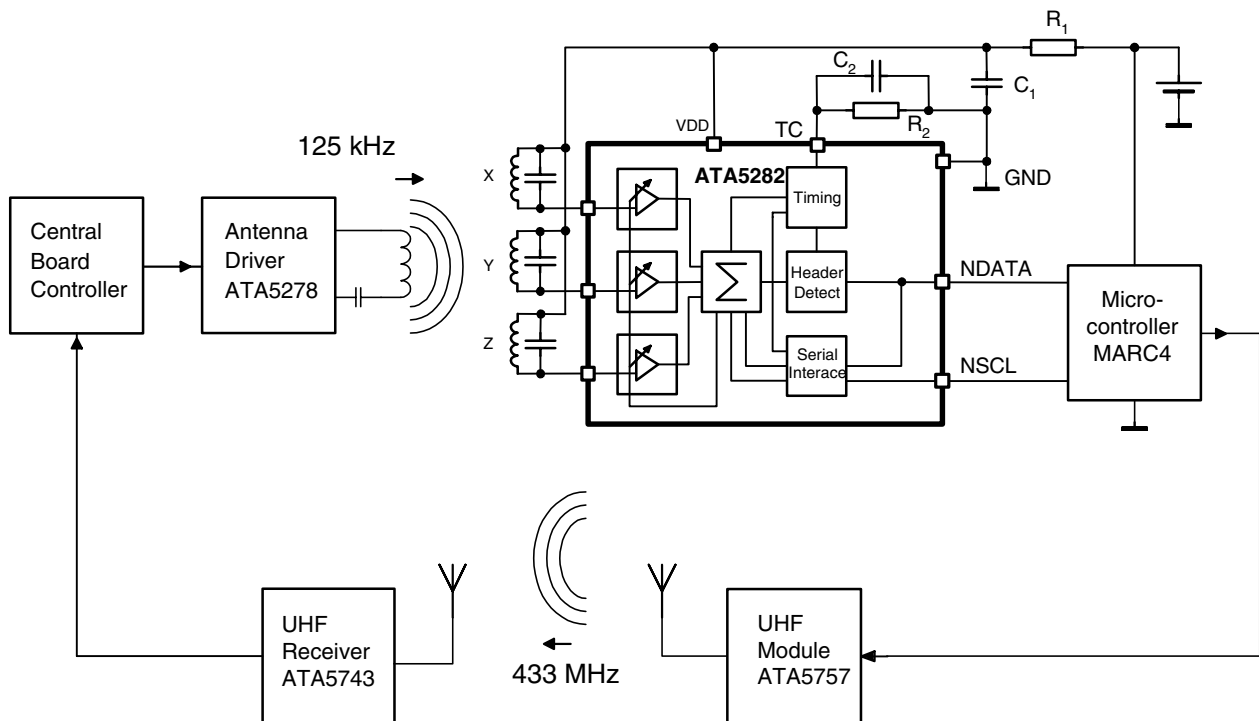 R1
C2
C1
R2
VDD
TC
125 kHz
X
ATA5282
GND
Timing
Central
Board
Controller
Antenna
Driver
ATA5278
Y
Header
Detect
NDATA
Micro-
controller
MARC4
Z
Serial
Interace
NSCL
UHF
Receiver
ATA5743
433 MHz
UHF
Module
ATA5757